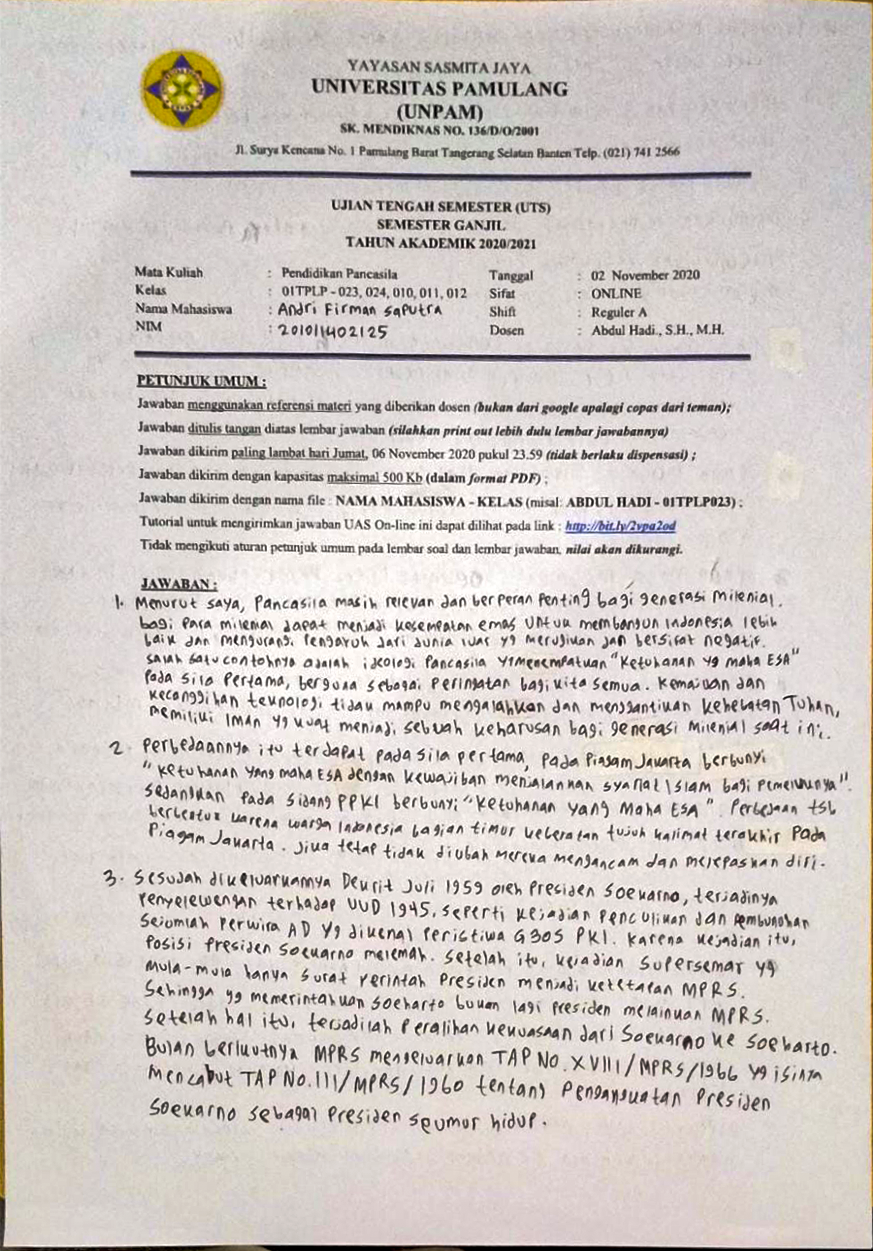 YAYASAN SASMITA JAYA
UNIVERSITAS PAMULANG
(UNPAM)
SK. MENDIKNAS NO. 136/D/O/2001
Jl. Surya Kencana No. 1 Pamulang Barat Tangerang Selatan Banten Telp. (021) 741 2566
UJIAN TENGAH SEMESTER (UTS)
SEMESTER GANJIL
TAHUN AKADEMIK 2020/2021
Mata Kuliah : Pendidikan Pancasila Tanggal : 02 November 2020
Kelas : 01TPLP - 023, 024, 010, 011, 012 Sifat : ONLINE
Nama Mahasiswa : Andri Firman Saputra Shift : Reguler A
NIM : 201011402125 Dosen : Abdul Hadi., S.H., M.H.
PETUNJUK UMUM :
Jawaban menggunakan referensi materi yang diberikan dosen (bukan dari google apalagi copas dari teman);
Jawaban ditulis tangan diatas lembar jawaban (silahkan print out lebih dulu lembar jawabannya)
Jawaban dikirim paling lambat hari Jumat, 06 November 2020 pukul 23.59 (tidak berlaku dispensasi) ;
Jawaban dikirim dengan kapasitas maksimal 500 Kb (dalam format PDF) ;
Jawaban dikirim dengan nama file : NAMA MAHASISWA - KELAS (misal: ABDUL HADI - 01TPLP023) ;
Tutorial untuk mengirimkan jawaban UAS On-line ini dapat dilihat pada link : http://bit.ly/2vpa2od
Tidak mengikuti aturan petunjuk umum pada lembar soal dan lembar jawaban, nilai akan dikurangi.
JAWABAN :
1. Menurut saya, Pancasila masih relevan dan berperan penting bagi generasi milenial.
bagi para milenial dapat menjadi kesempatan emas untuk membangun Indonesia lebih
baik dan mengurangi pengaruh dari dunia luar yg merugikan dan bersifat negatif.
salah satu contohnya adalah ideologi Pancasila yg menempatkan "Ketuhanan yg maha ESA"
pada sila pertama, berguna sebagai peringatan bagi kita semua. Kemajuan dan
kecanggihan teknologi tidak mampu mengalahkan dan menggantikan kehebatan Tuhan,
memiliki iman yg kuat menjadi sebuah keharusan bagi generasi milenial saat ini.
2. Perbedaannya itu terdapat pada sila pertama, pada Piagam Jakarta berbunyi
"Ketuhanan yang maha ESA dengan kewajiban menjalankan syariat Islam bagi pemeluknya".
Sedangkan pada sidang PPKI berbunyi "Ketuhanan yang Maha ESA". Perbedaan tsb
berbentuk karena warga Indonesia bagian timur keberatan tujuh kalimat terakhir pada
Piagam Jakarta. Jika tetap tidak diubah mereka mengancam dan melepaskan diri.
3. Sesudah dikeluarkannya Dekrit Juli 1959 oleh Presiden Soekarno, terjadinya
penyelewengan terhadap UUD 1945. seperti kejadian penculikan dan pembunuhan
sejumlah perwira AD yg dikenal peristiwa G30S PKI. karena kejadian itu,
posisi Presiden Soekarno melemah. Setelah itu, kejadian supersemar yg
mula-mula hanya surat perintah Presiden menjadi ketetapan MPRS.
Sehingga yg memerintahkan Soeharto bukan lagi presiden melainkan MPRS.
Setelah hal itu, terjadilah peralihan kekuasaan dari Soekarno ke Soeharto.
Bulan berikutnya MPRS mengeluarkan TAP No. XVIII/MPRS/1966 yg isinya
mencabut TAP No.III/MPRS/1960 tentang Pengangkatan Presiden
Soekarno sebagai Presiden seumur hidup.